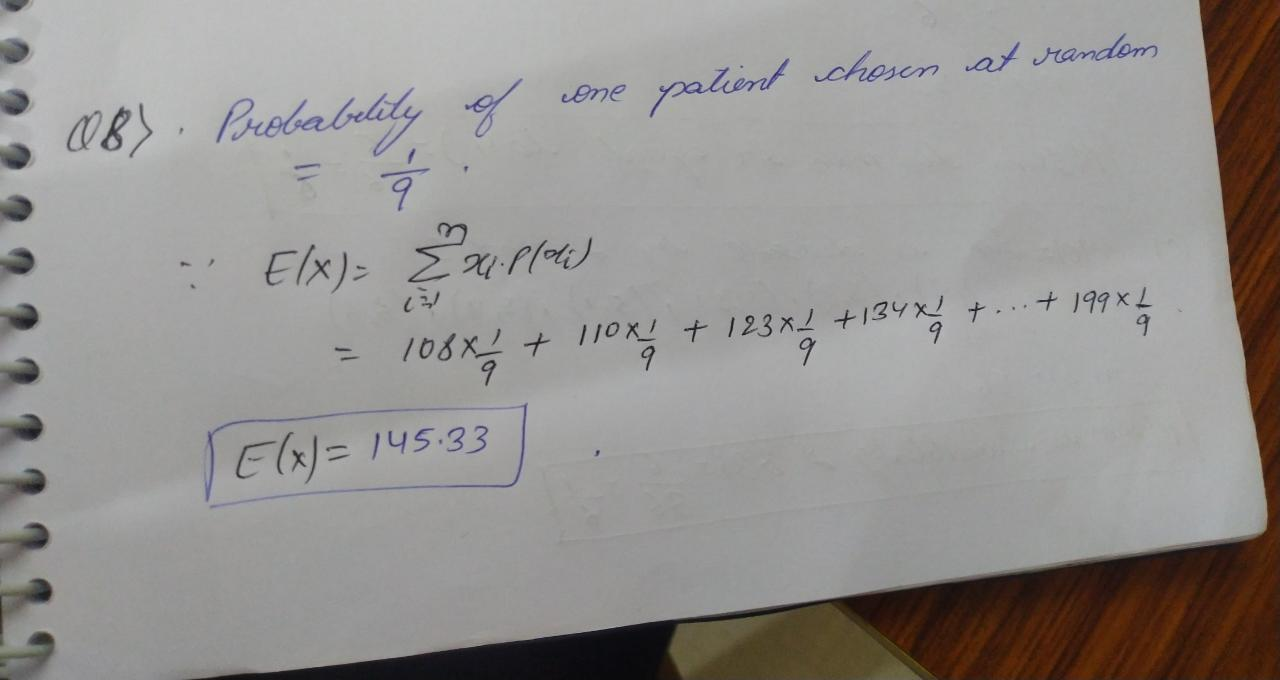 Q8). Probability of one patient chosen at random
= 1/9.
∵ E(x) = ∑ᵢ₌₁ⁿ xᵢ.P(xᵢ)
= 108×1/9 + 110×1/9 + 123×1/9 + 134×1/9 + ... + 199×1/9.
E(x) = 145.33